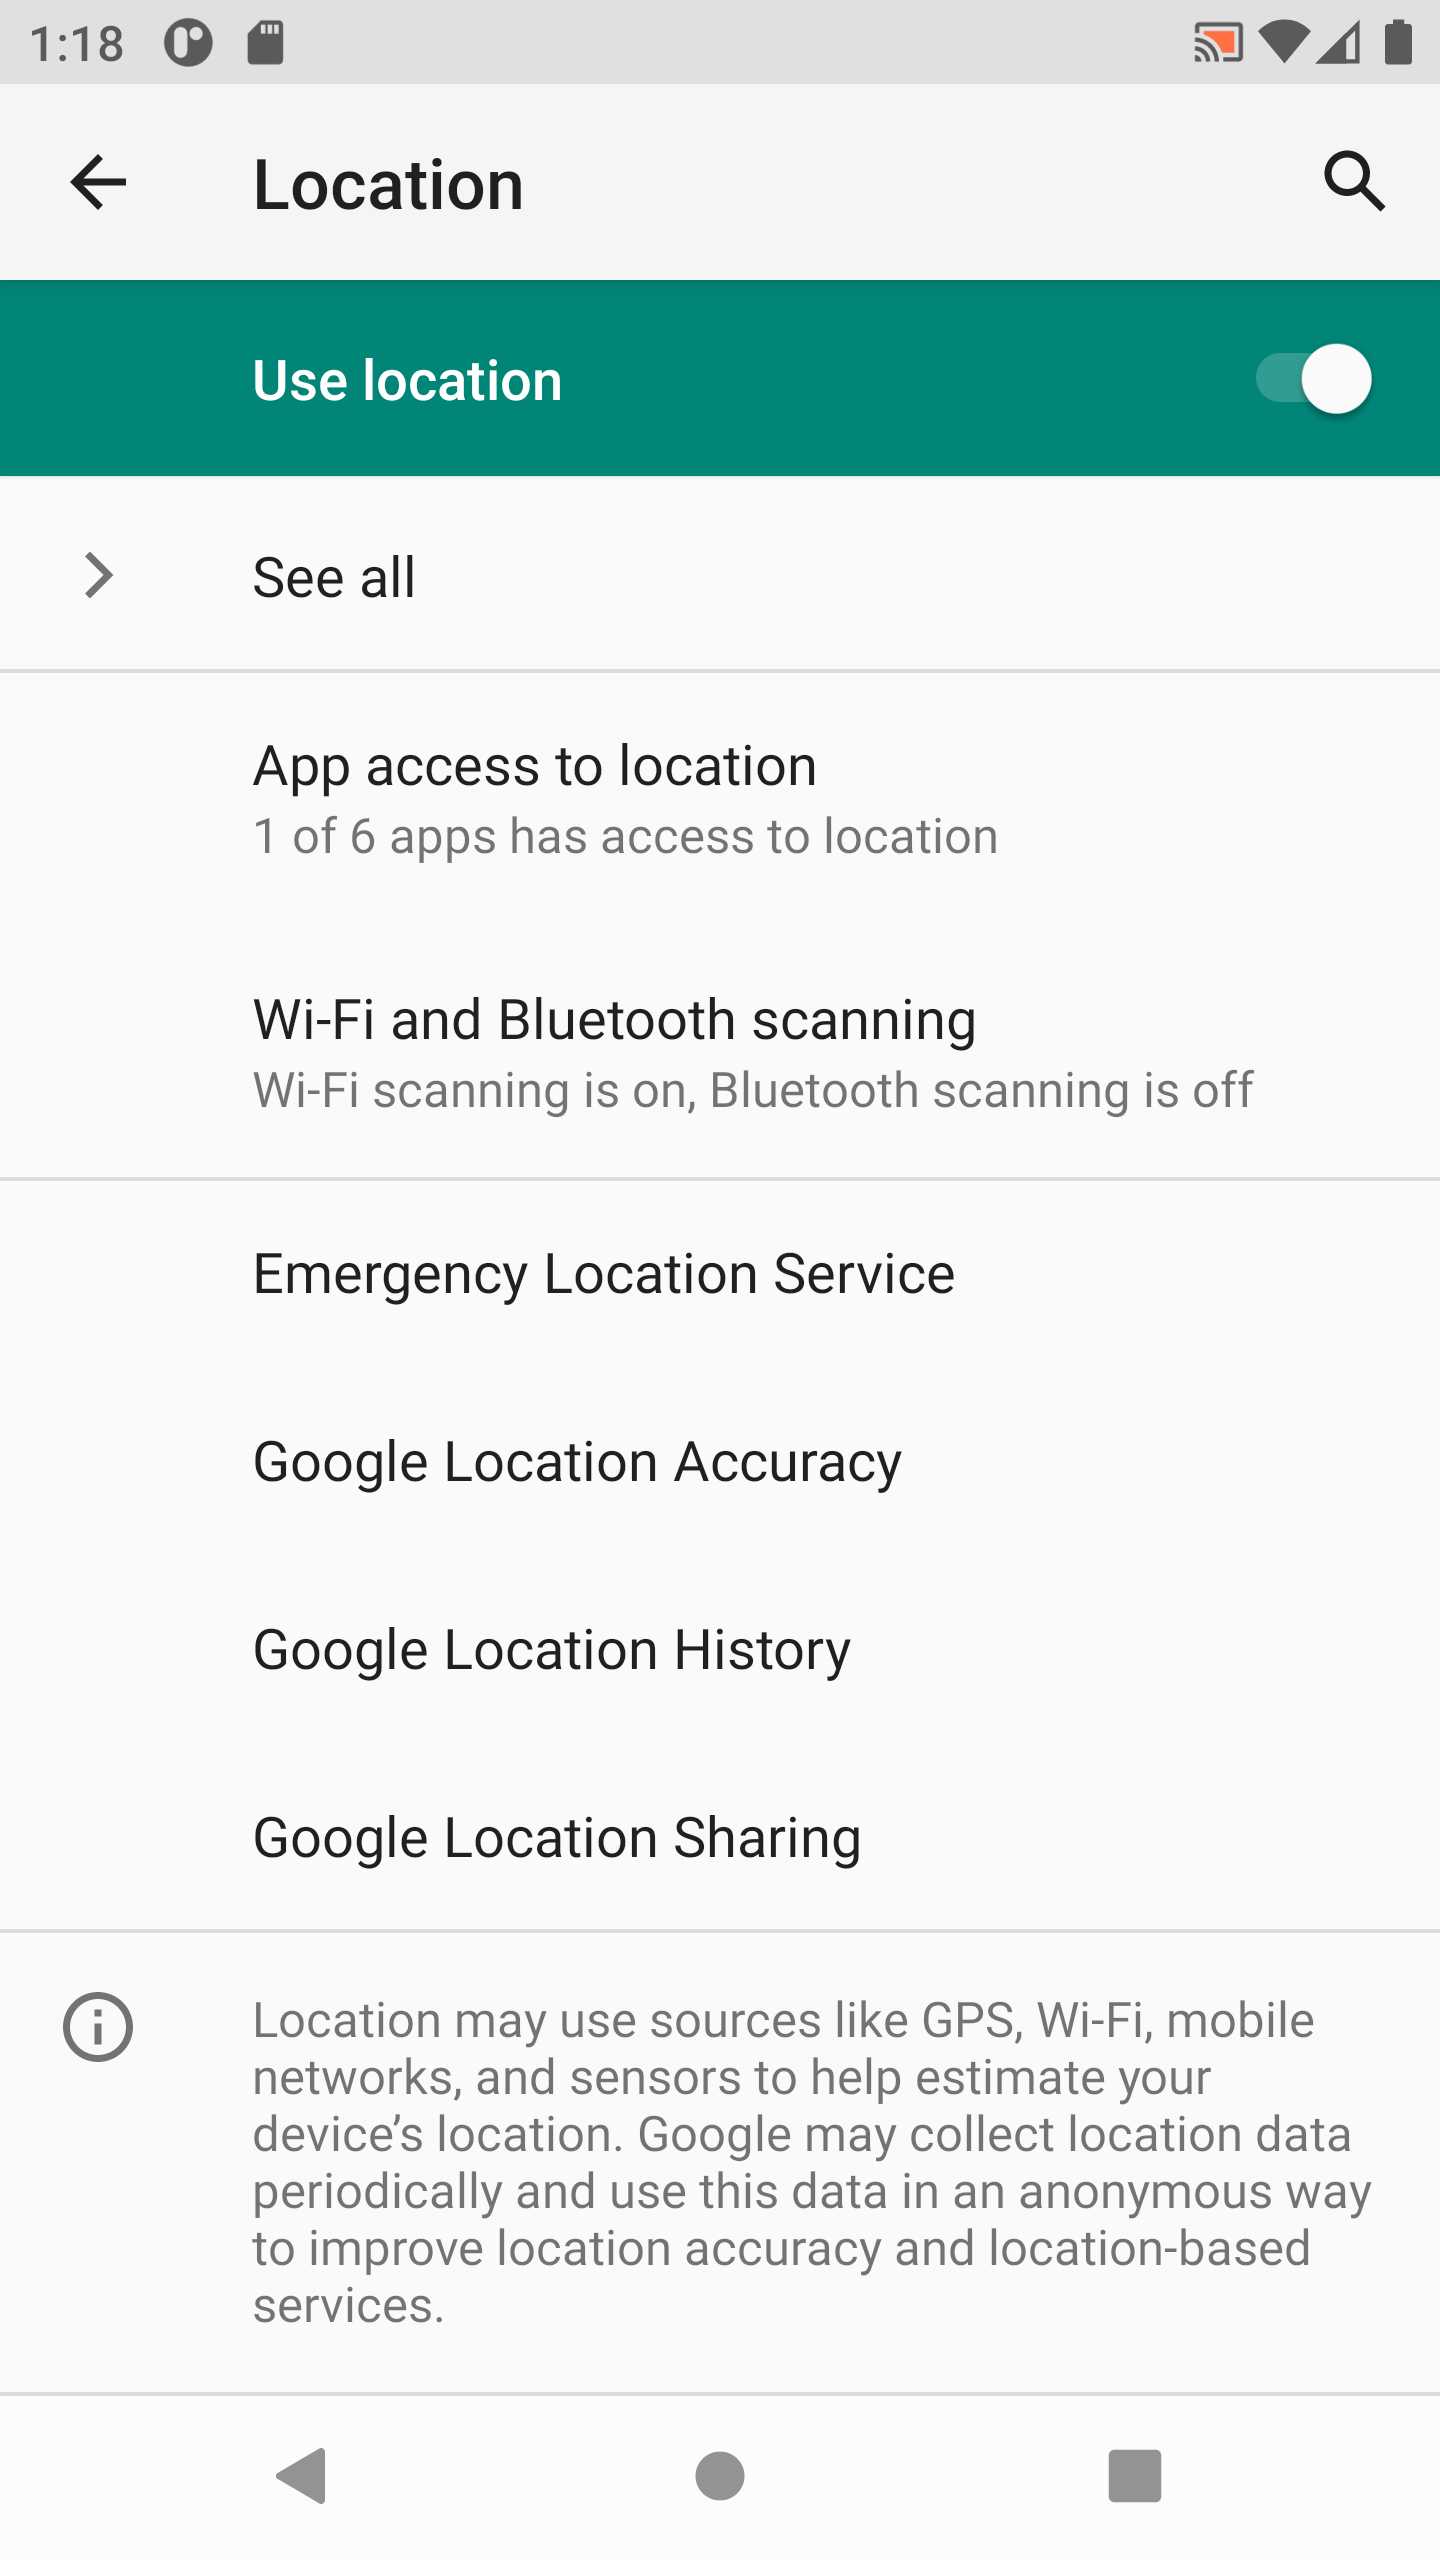 1:18
Location
Use location
See all
App access to location
1 of 6 apps has access to location
Wi-Fi and Bluetooth scanning
Wi-Fi scanning is on, Bluetooth scanning is off
Emergency Location Service
Google Location Accuracy
Google Location History
Google Location Sharing
Location may use sources like GPS, Wi-Fi, mobile
networks, and sensors to help estimate your
device’s location. Google may collect location data
periodically and use this data in an anonymous way
to improve location accuracy and location-based
services.